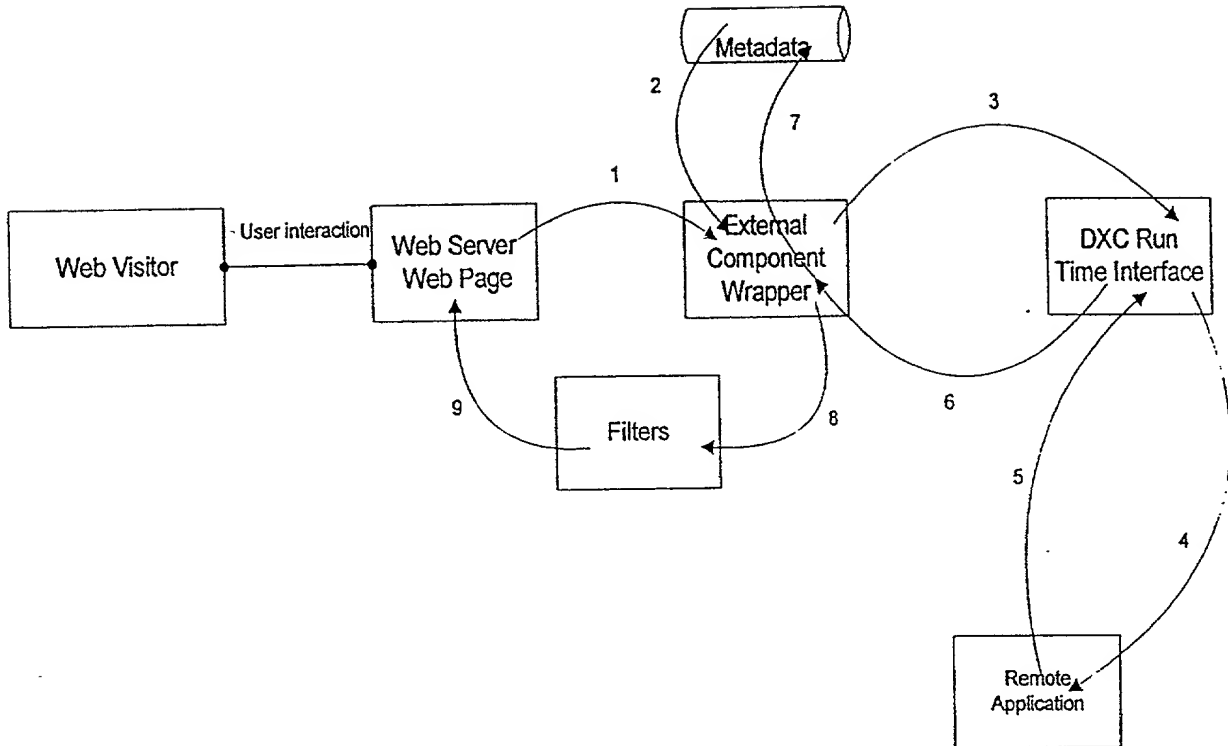 Metadata
2
3
7
1
User interaction
Web Visitor
Web Server
Web Page
External
Component
Wrapper
DXC Run
Time Interface
9
Filters
8
6
5
4
Remote
Application